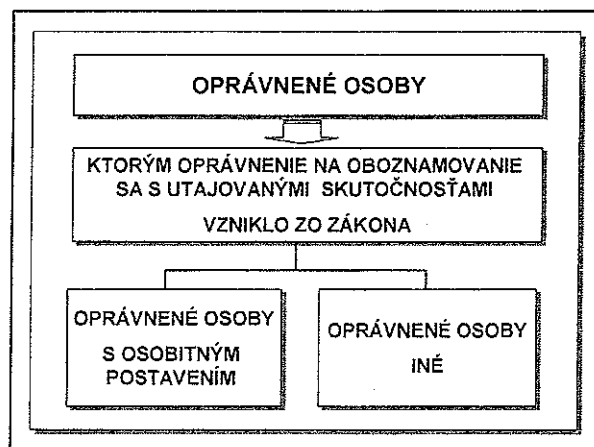 OPRÁVNENÉ OSOBY
KTORÝM OPRÁVNENIE NA OBOZNAMOVANIE
SA S UTAJOVANÝMI SKUTOČNOSŤAMI
VZNIKLO ZO ZÁKONA
OPRÁVNENÉ OSOBY
S OSOBITNÝM
POSTAVENÍM
OPRÁVNENÉ OSOBY
INÉ